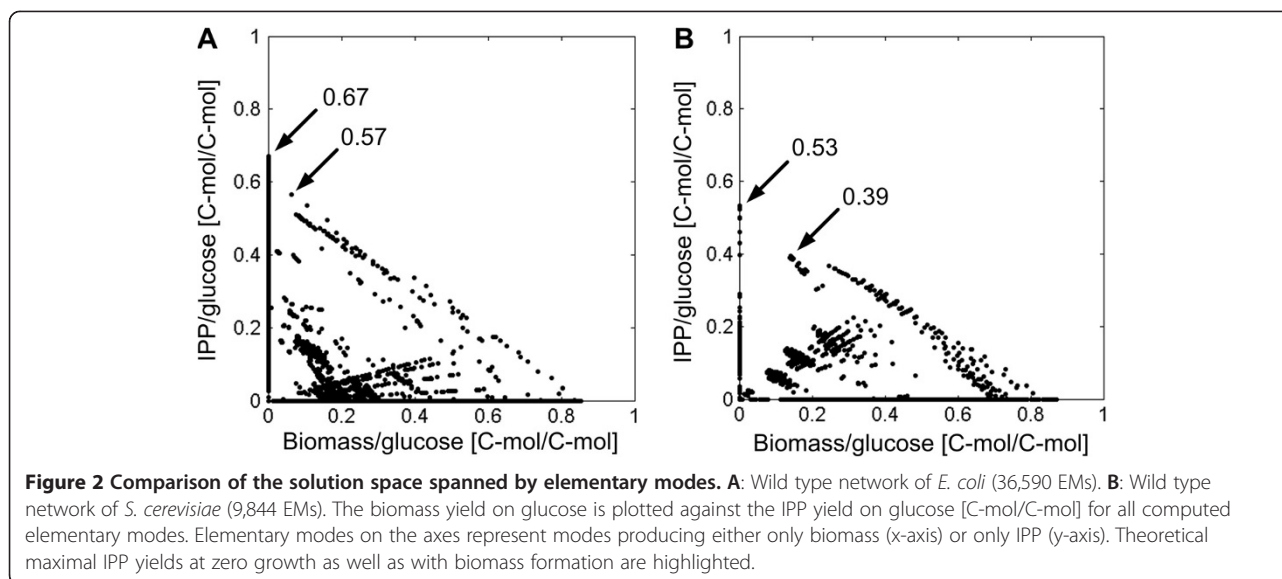 A
B
1
0.8
0.6
0.4
0.2
0
0 0.2 0.4 0.6 0.8 1
IPP/glucose [C-mol/C-mol]
Biomass/glucose [C-mol/C-mol]
0.67
0.57
1
0.8
0.6
0.4
0.2
0
0 0.2 0.4 0.6 0.8 1
IPP/glucose [C-mol/C-mol]
Biomass/glucose [C-mol/C-mol]
0.53
0.39
Figure 2 Comparison of the solution space spanned by elementary modes. A: Wild type network of E. coli (36,590 EMs). B: Wild type
network of S. cerevisiae (9,844 EMs). The biomass yield on glucose is plotted against the IPP yield on glucose [C-mol/C-mol] for all computed
elementary modes. Elementary modes on the axes represent modes producing either only biomass (x-axis) or only IPP (y-axis). Theoretical
maximal IPP yields at zero growth as well as with biomass formation are highlighted.